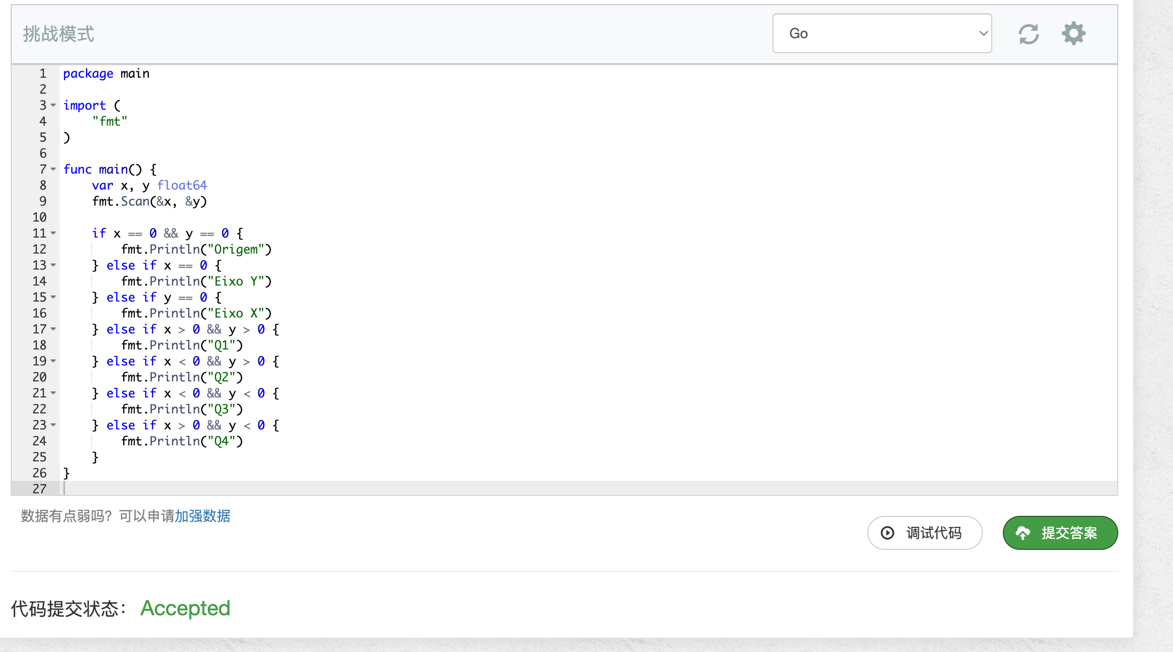 挑战模式 Go
1 package main
2
3 import (
4     "fmt"
5 )
6
7 func main() {
8     var x, y float64
9     fmt.Scan(&x, &y)
10
11     if x == 0 && y == 0 {
12         fmt.Println("Origem")
13     } else if x == 0 {
14         fmt.Println("Eixo Y")
15     } else if y == 0 {
16         fmt.Println("Eixo X")
17     } else if x > 0 && y > 0 {
18         fmt.Println("Q1")
19     } else if x < 0 && y > 0 {
20         fmt.Println("Q2")
21     } else if x < 0 && y < 0 {
22         fmt.Println("Q3")
23     } else if x > 0 && y < 0 {
24         fmt.Println("Q4")
25     }
26 }
27
数据有点弱吗？可以申请加强数据
调试代码 提交答案
代码提交状态： Accepted